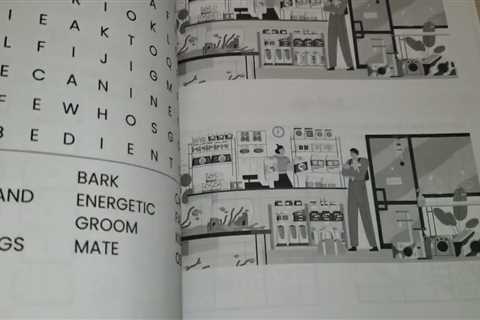 A F
R I O K L
I E A K T O O
L F I J I G M
E C A N I N E
F E W H O S G
B E D I E N T
BARK
AND ENERGETIC
GROOM
GS MATE